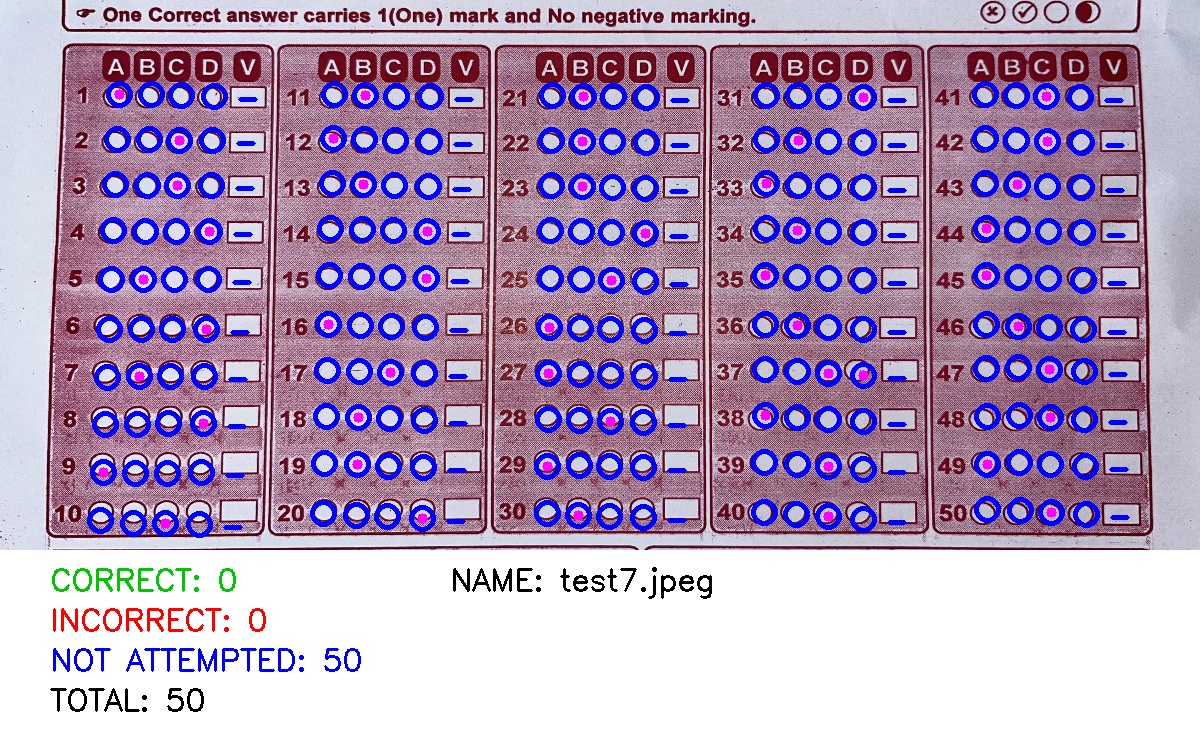 One Correct answer carries 1(One) mark and No negative marking.
A B C D V A B C D V A B C D V A B C D V A B C D V
1 11 21 31 41
2 12 22 32 42
3 13 23 33 43
4 14 24 34 44
5 15 25 35 45
6 16 26 36 46
7 17 27 37 47
8 18 28 38 48
9 19 29 39 49
10 20 30 40 50
CORRECT: 0 NAME: test7.jpeg
INCORRECT: 0
NOT ATTEMPTED: 50
TOTAL: 50